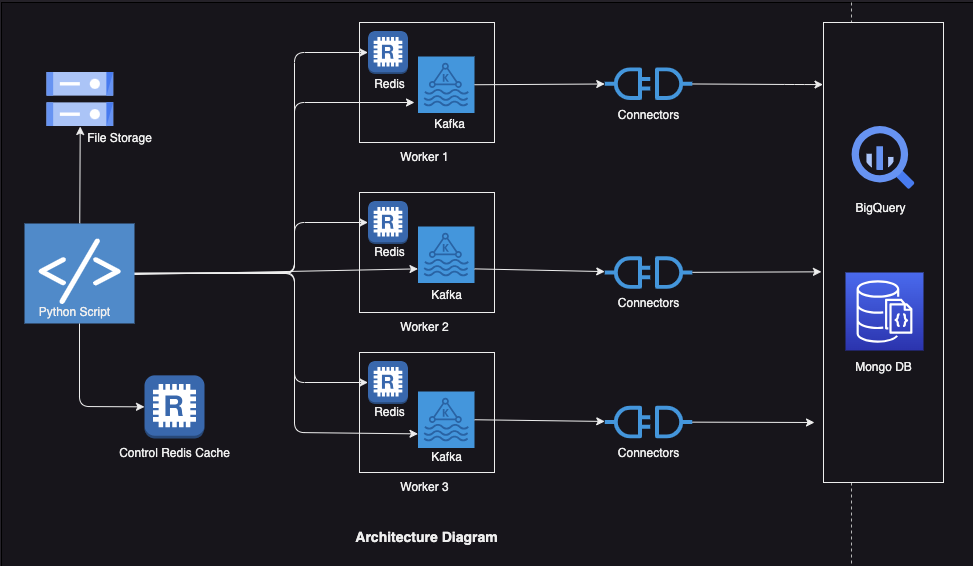 File Storage
Python Script
R
Control Redis Cache
R
Redis
K
Kafka
Worker 1
R
Redis
K
Kafka
Worker 2
R
Redis
K
Kafka
Worker 3
Connectors
Connectors
Connectors
BigQuery
Mongo DB
Architecture Diagram